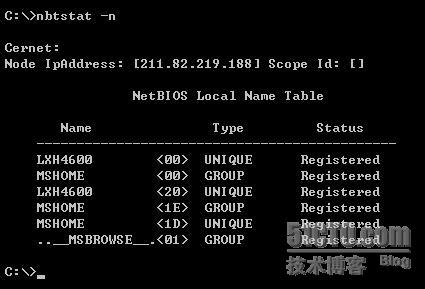 C:\>nbtstat -n
Cernet:
Node IpAddress: [211.82.219.188] Scope Id: []
NetBIOS Local Name Table
Name Type Status
---------------------------------------------
LXH4600 <00> UNIQUE Registered
MSHOME <00> GROUP Registered
LXH4600 <20> UNIQUE Registered
MSHOME <1E> GROUP Registered
MSHOME <1D> UNIQUE Registered
..__MSBROWSE__.<01> GROUP Registered
51CTO.com
技术博客 Blog
C:\>_